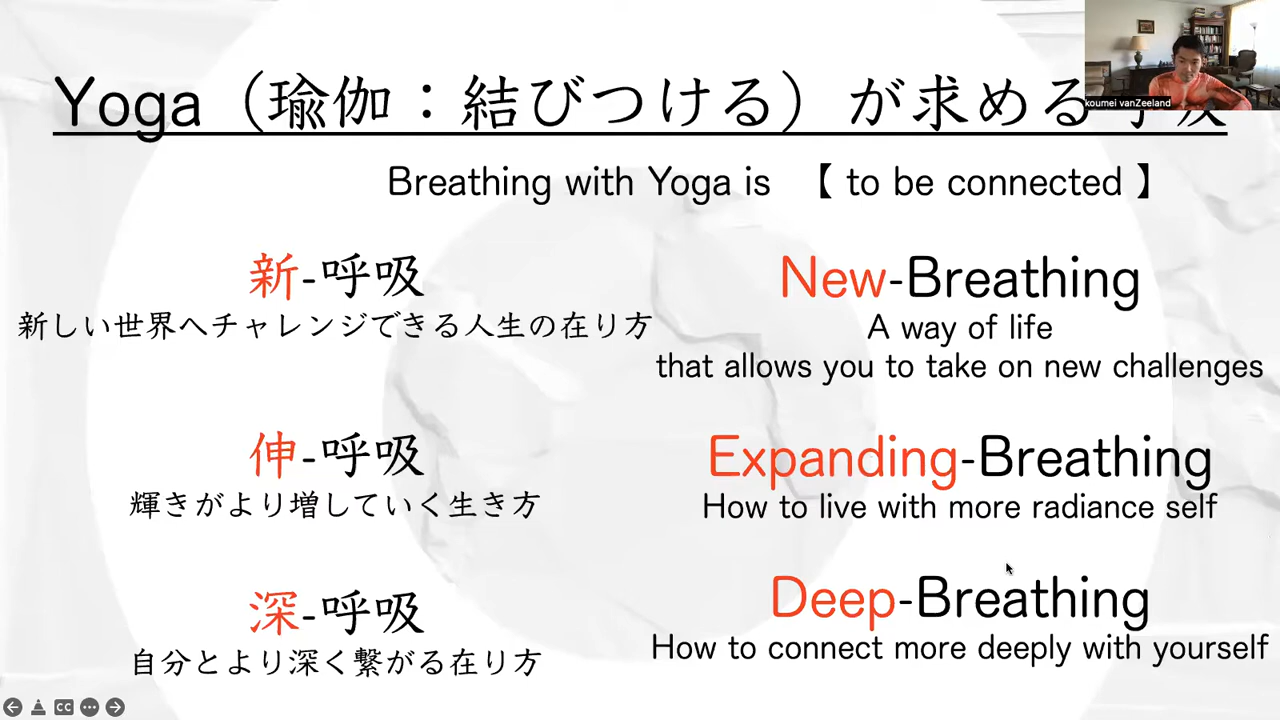 Yoga（瑜伽：結びつける）が求める
koumei vanZeeland
Breathing with Yoga is 【 to be connected 】
新-呼吸
新しい世界へチャレンジできる人生の在り方
New-Breathing
A way of life
that allows you to take on new challenges
伸-呼吸
輝きがより増していく生き方
Expanding-Breathing
How to live with more radiance self
深-呼吸
自分とより深く繋がる在り方
Deep-Breathing
How to connect more deeply with yourself
CC